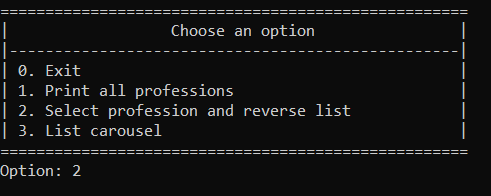 ====================================================
|                  Choose an option                |
|--------------------------------------------------|
| 0. Exit                                          |
| 1. Print all professions                         |
| 2. Select profession and reverse list            |
| 3. List carousel                                 |
====================================================
Option: 2